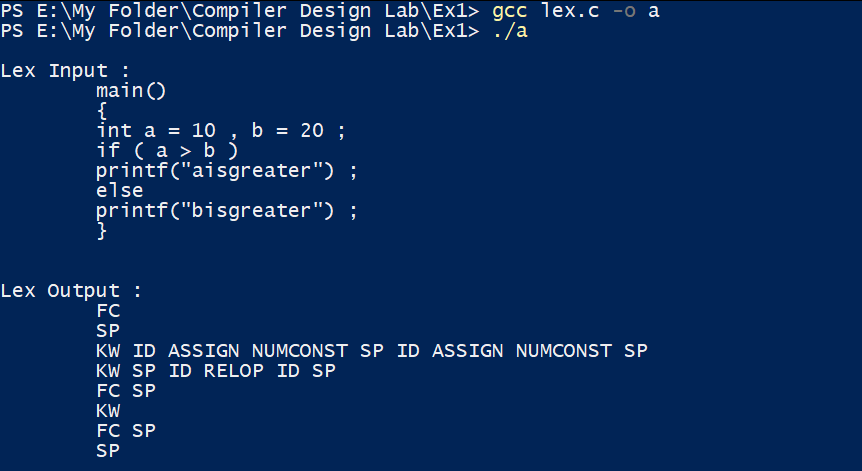 PS E:\My Folder\Compiler Design Lab\Ex1> gcc lex.c -o a
PS E:\My Folder\Compiler Design Lab\Ex1> ./a
Lex Input :
main()
{
int a = 10 , b = 20 ;
if ( a > b )
printf("aisgreater") ;
else
printf("bisgreater") ;
}
Lex Output :
FC
SP
KW ID ASSIGN NUMCONST SP ID ASSIGN NUMCONST SP
KW SP ID RELOP ID SP
FC SP
KW
FC SP
SP